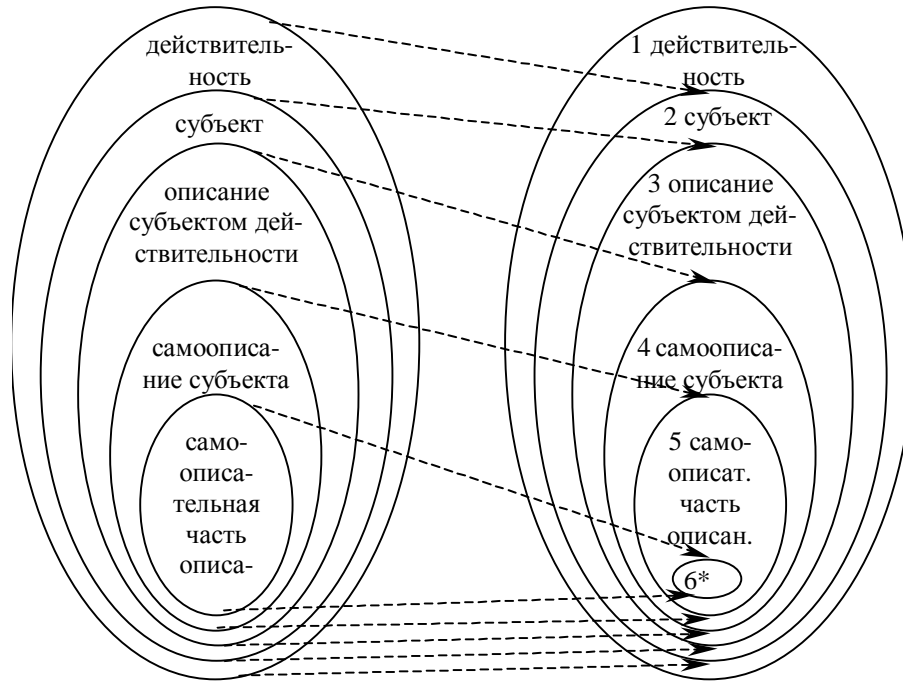 действитель-
ность
субъект
описание
субъектом дей-
ствительности
самоописа-
ние субъекта
само-
описа-
тельная
часть
описа-
1 действитель-
ность
2 субъект
3 описание
субъектом дей-
ствительности
4 самоописа-
ние субъекта
5 само-
описат.
часть
описан.
6*